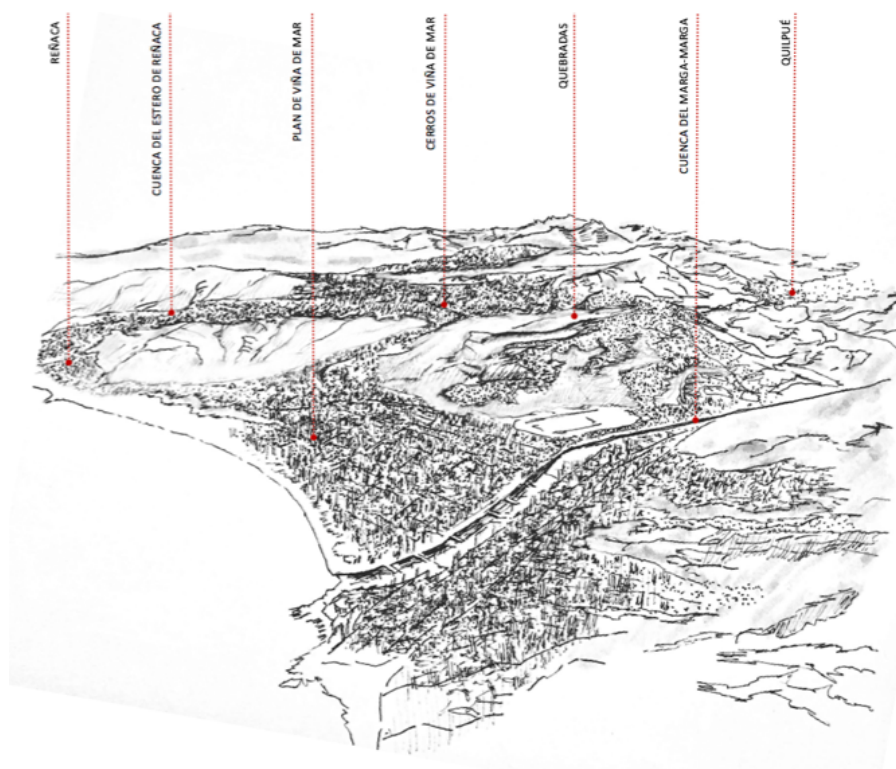 REÑACA
CUENCA DEL ESTERO DE REÑACA
PLAN DE VIÑA DE MAR
CERROS DE VIÑA DE MAR
QUEBRADAS
CUENCA DEL MARGA-MARGA
QUILPUÉ